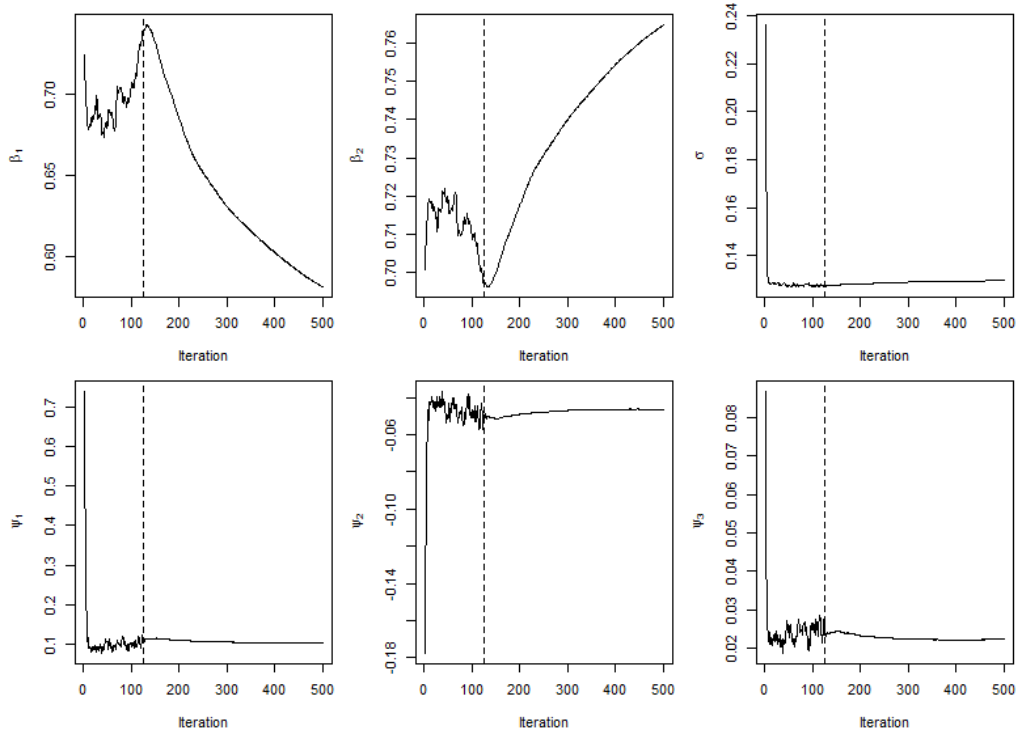 β₁
0.60 0.65 0.70
0 100 200 300 400 500
Iteration
β₂
0.70 0.71 0.72 0.73 0.74 0.75 0.76
0 100 200 300 400 500
Iteration
σ
0.14 0.16 0.18 0.20 0.22 0.24
0 100 200 300 400 500
Iteration
ψ₁
0.1 0.2 0.3 0.4 0.5 0.6 0.7
0 100 200 300 400 500
Iteration
ψ₂
-0.18 -0.14 -0.10 -0.06
0 100 200 300 400 500
Iteration
ψ₃
0.02 0.03 0.04 0.05 0.06 0.07 0.08
0 100 200 300 400 500
Iteration